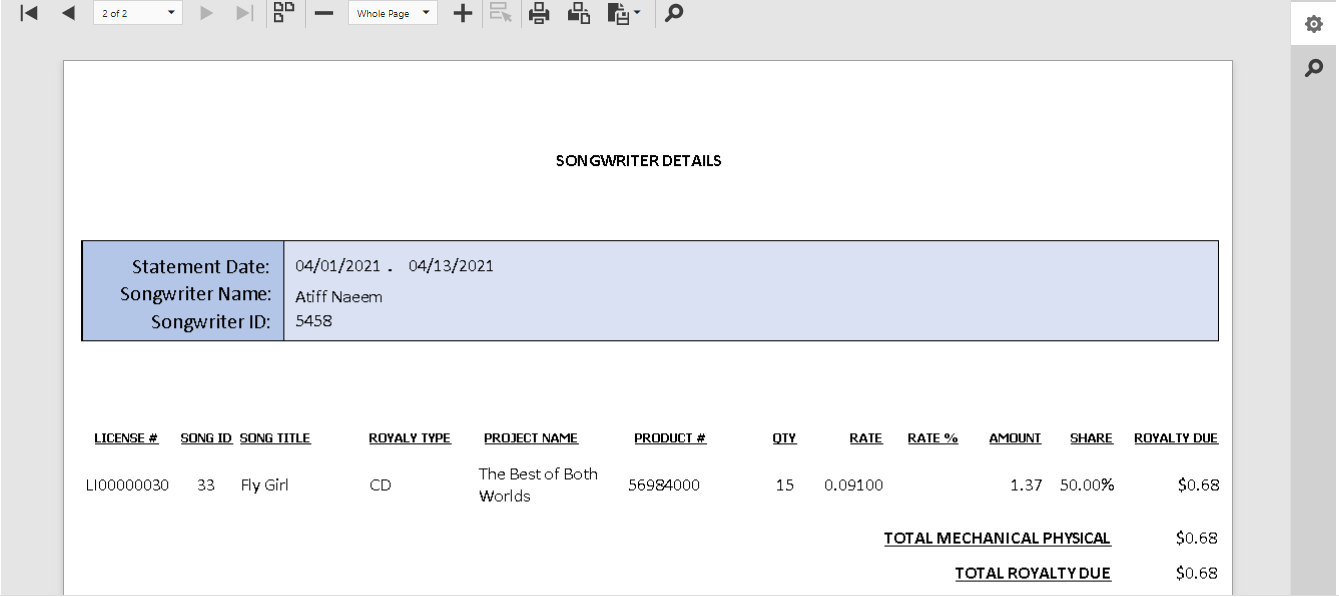 2 of 2 Whole Page
SONGWRITER DETAILS
Statement Date: 04/01/2021 . 04/13/2021
Songwriter Name: Atiff Naeem
Songwriter ID: 5458
LICENSE # SONG ID SONG TITLE ROYALY TYPE PROJECT NAME PRODUCT # QTY RATE RATE % AMOUNT SHARE ROYALTY DUE
LI00000030 33 Fly Girl CD The Best of Both Worlds 56984000 15 0.09100 1.37 50.00% $0.68
TOTAL MECHANICAL PHYSICAL $0.68
TOTAL ROYALTY DUE $0.68